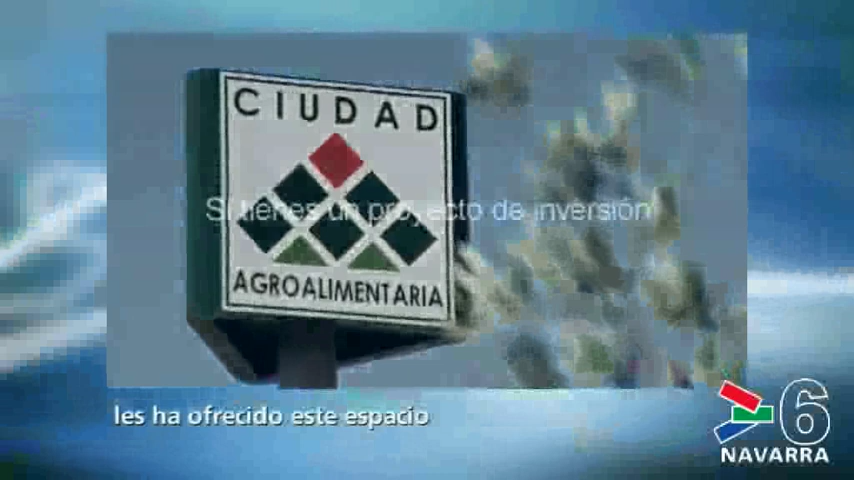 CIUDAD
Si tienes un proyecto de inversión
AGROALIMENTARIA
les ha ofrecido este espacio
6
NAVARRA